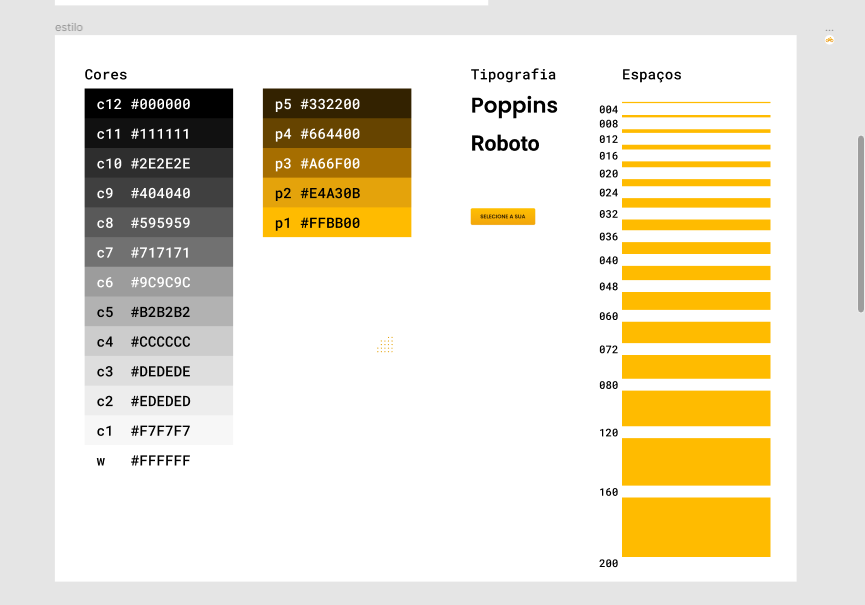 estilo
...
Cores
c12 #000000
c11 #111111
c10 #2E2E2E
c9 #404040
c8 #595959
c7 #717171
c6 #9C9C9C
c5 #B2B2B2
c4 #CCCCCC
c3 #DEDEDE
c2 #EDEDED
c1 #F7F7F7
w #FFFFFF
p5 #332200
p4 #664400
p3 #A66F00
p2 #E4A30B
p1 #FFBB00
Tipografia
Poppins
Roboto
SELECIONE A SUA
Espaços
004
008
012
016
020
024
032
036
040
048
060
072
080
120
160
200